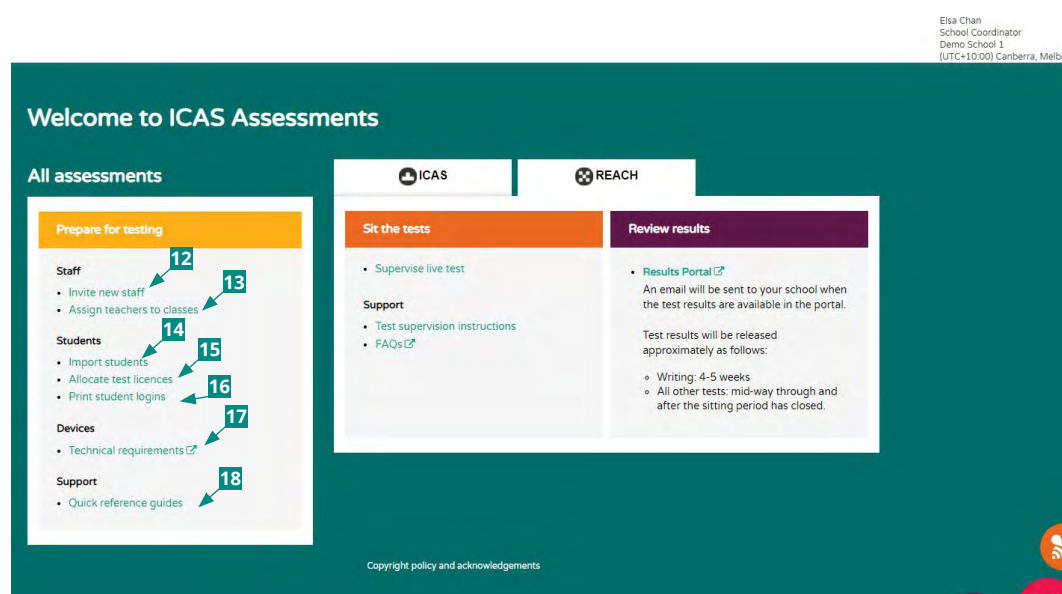 Elsa Chan
School Coordinator
Demo School 1
(UTC+10:00) Canberra, Melb
Welcome to ICAS Assessments
All assessments
ICAS
REACH
Prepare for testing
Staff
12
• Invite new staff
13
• Assign teachers to classes
Students
14
• Import students
15
• Allocate test licences
16
• Print student logins
Devices
17
• Technical requirements
Support
18
• Quick reference guides
Sit the tests
• Supervise live test
Support
• Test supervision instructions
• FAQs
Review results
• Results Portal
An email will be sent to your school when
the test results are available in the portal.
Test results will be released
approximately as follows:
◦ Writing: 4-5 weeks
◦ All other tests: mid-way through and
after the sitting period has closed.
Copyright policy and acknowledgements